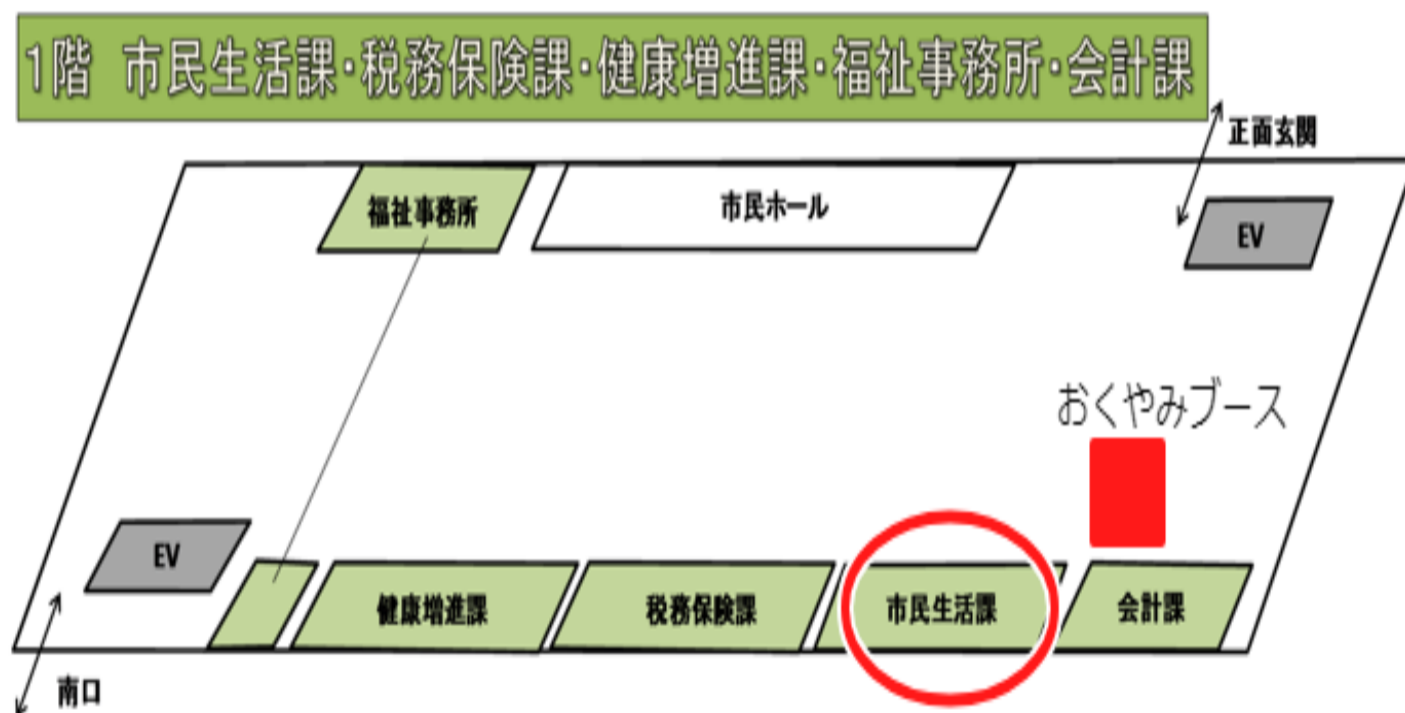 1階 市民生活課・税務保険課・健康増進課・福祉事務所・会計課
正面玄関
福祉事務所
市民ホール
EV
おくやみブース
EV
健康増進課
税務保険課
市民生活課
会計課
南口